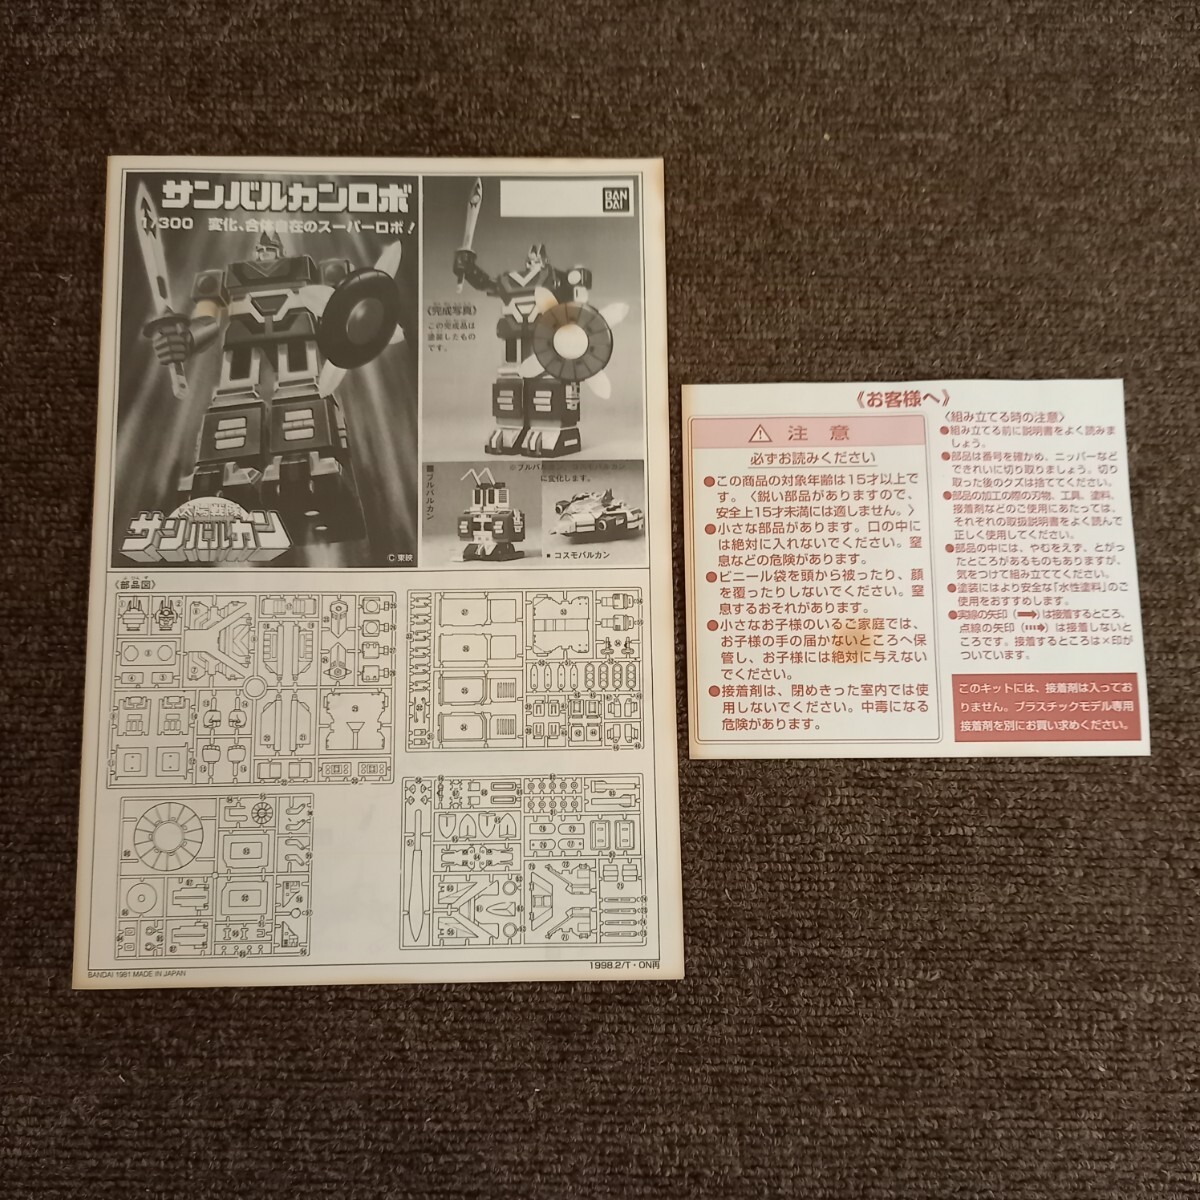 サンバルカンロボ
1/300 変化、合体自在のスーパーロボ!
BAN
DAI
《完成写真》
この完成品は
塗装したもの
です。
※ブルバルカン、コスモバルカン
に変化します。
■ブルバルカン
■コスモバルカン
太陽戦隊
サンバルカン
©東映
《部品図》
BANDAI 1981 MADE IN JAPAN
1998.2/T・ON再
《お客様へ》
注意
必ずお読みください
●この商品の対象年齢は15才以上で
す。〈鋭い部品がありますので、
安全上15才未満には適しません。〉
●小さな部品があります。口の中に
は絶対に入れないでください。窒
息などの危険があります。
●ビニール袋を頭から被ったり、顔
を覆ったりしないでください。窒
息するおそれがあります。
●小さなお子様のいるご家庭では、
お子様の手の届かないところへ保
管し、お子様には絶対に与えない
でください。
●接着剤は、閉めきった室内では使
用しないでください。中毒になる
危険があります。
〈組み立てる時の注意〉
●組み立てる前に説明書をよく読みま
しょう。
●部品は番号を確かめ、ニッパーなど
できれいに切り取りましょう。切り
取った後のクズは捨ててください。
●部品の加工の際の刃物、工具、塗料、
接着剤などのご使用にあたっては、
それぞれの取扱説明書をよく読んで
正しく使用してください。
●部品の中には、やむをえず、とがっ
たところがあるものもありますが、
気をつけて組み立ててください。
●塗装にはより安全な「水性塗料」のご
使用をおすすめします。
●実線の矢印(➡)は接着するところ、
点線の矢印(┅➡)は接着しないと
ころです。接着するところは×印が
ついています。
このキットには、接着剤は入ってお
りません。プラスチックモデル専用
接着剤を別にお買い求めください。